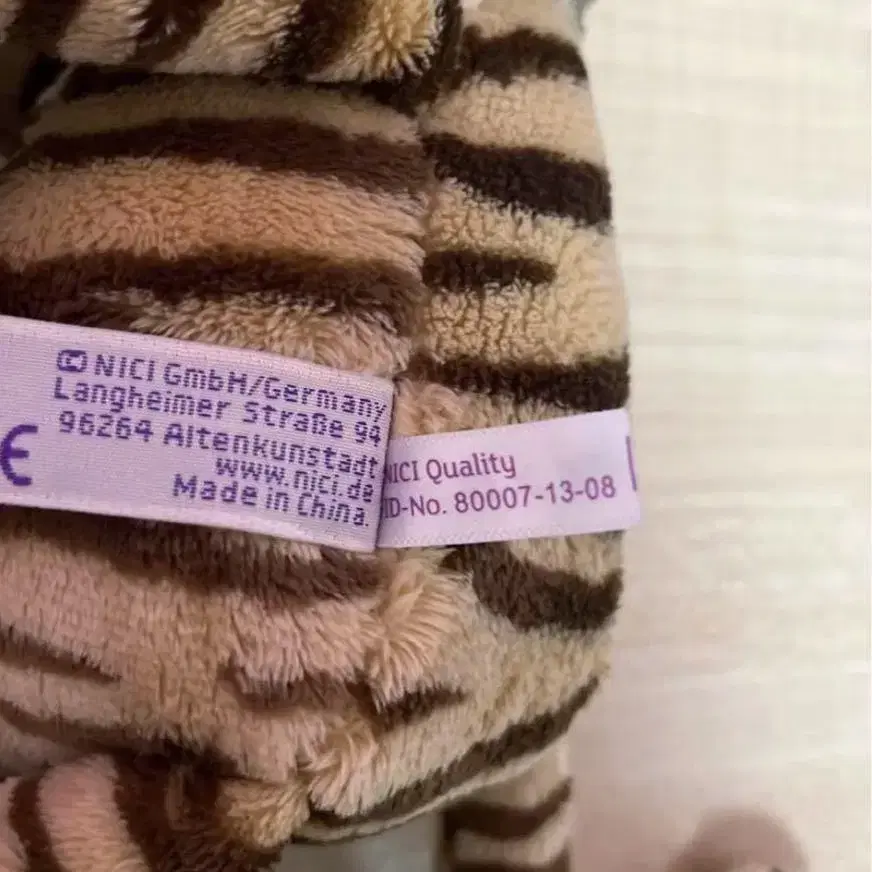 © NICI GmbH/Germany
Langheimer Straße 94
96264 Altenkunstadt
www.nici.de
Made in China.
CE
NICI Quality
ID-No. 80007-13-08